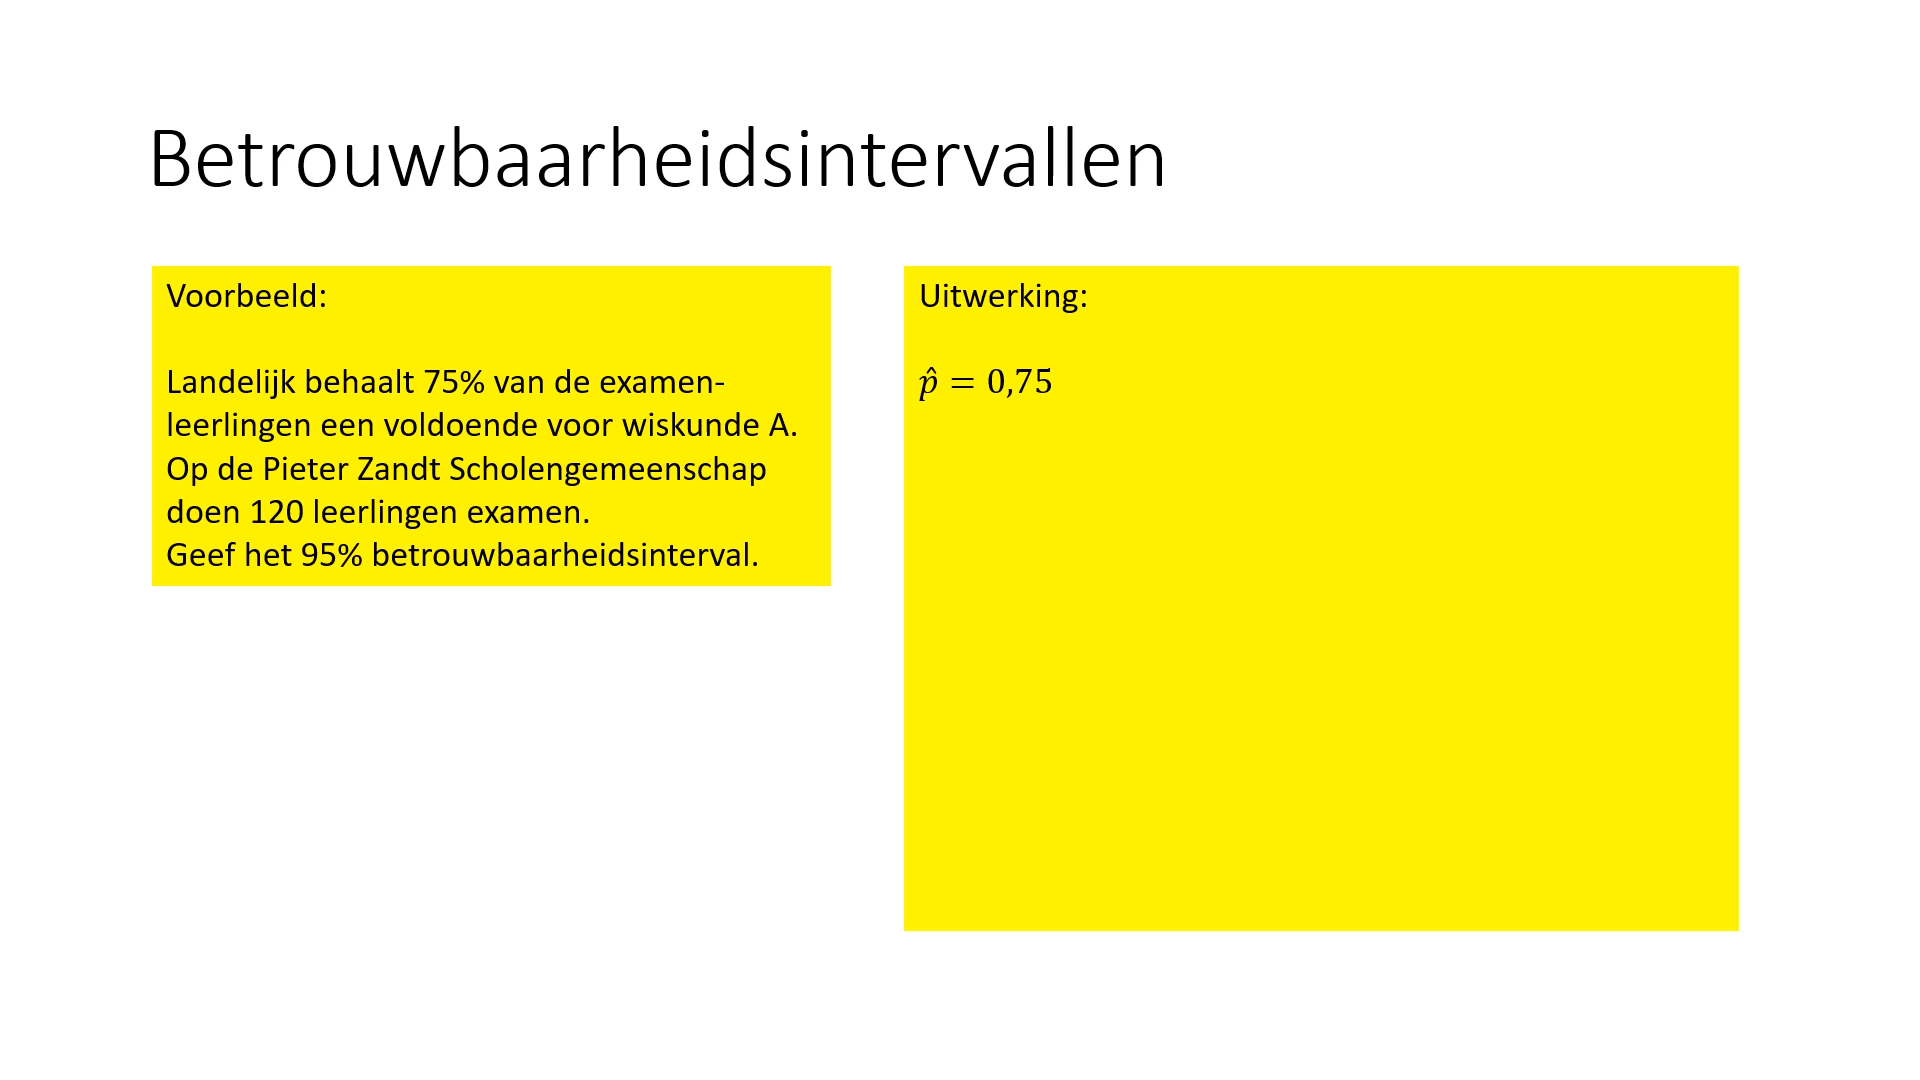 Betrouwbaarheidsintervallen
Voorbeeld:
Landelijk behaalt 75% van de examen-
leerlingen een voldoende voor wiskunde A.
Op de Pieter Zandt Scholengemeenschap
doen 120 leerlingen examen.
Geef het 95% betrouwbaarheidsinterval.
Uitwerking:
p̂ = 0,75